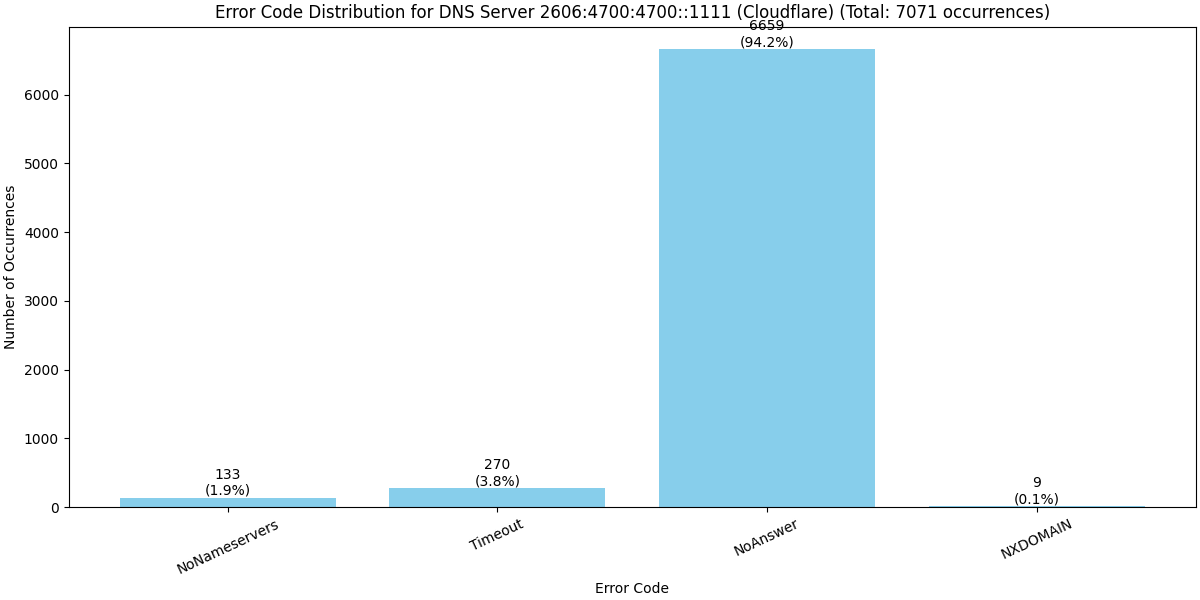 Error Code Distribution for DNS Server 2606:4700:4700::1111 (Cloudflare) (Total: 7071 occurrences)
Number of Occurrences
6000
5000
4000
3000
2000
1000
0
133
(1.9%)
270
(3.8%)
6659
(94.2%)
9
(0.1%)
NoNameservers
Timeout
NoAnswer
NXDOMAIN
Error Code